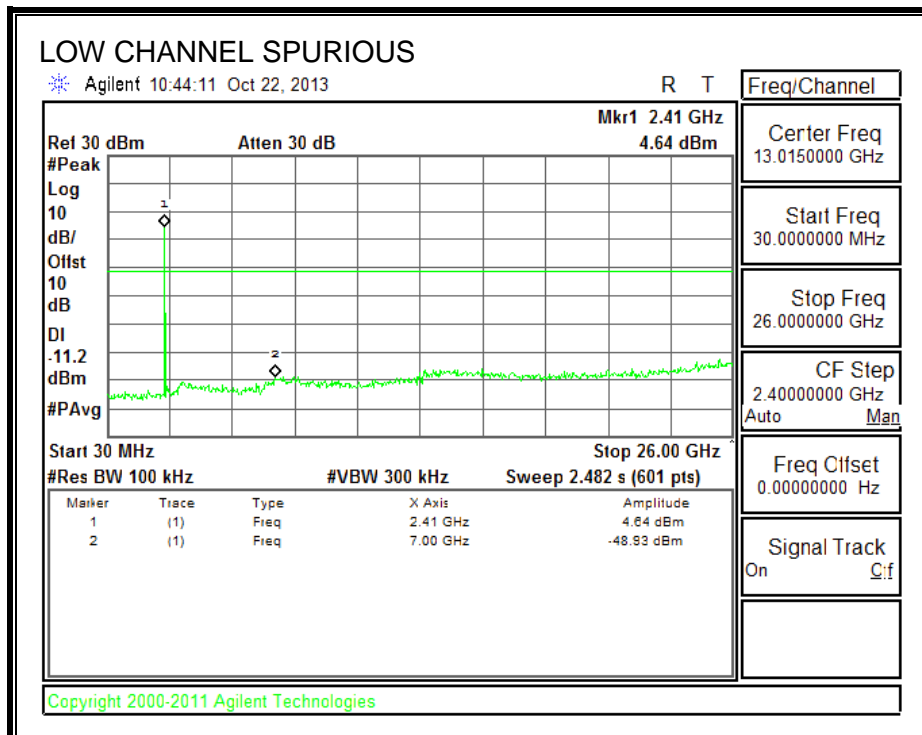 LOW CHANNEL SPURIOUS
Agilent 10:44:11 Oct 22, 2013 R T
Freq/Channel
Mkr1 2.41 GHz
Ref 30 dBm Atten 30 dB 4.64 dBm
#Peak
Log
10
dB/
Offst
10
dB
DI
-11.2
dBm
#PAvg
1
2
Start 30 MHz Stop 26.00 GHz
#Res BW 100 kHz #VBW 300 kHz Sweep 2.482 s (601 pts)
Marker Trace Type X Axis Amplitude
1 (1) Freq 2.41 GHz 4.64 dBm
2 (1) Freq 7.00 GHz -48.93 dBm
Center Freq
13.0150000 GHz
Start Freq
30.0000000 MHz
Stop Freq
26.0000000 GHz
CF Step
2.40000000 GHz
Auto Man
Freq Offset
0.00000000 Hz
Signal Track
On Off
Copyright 2000-2011 Agilent Technologies